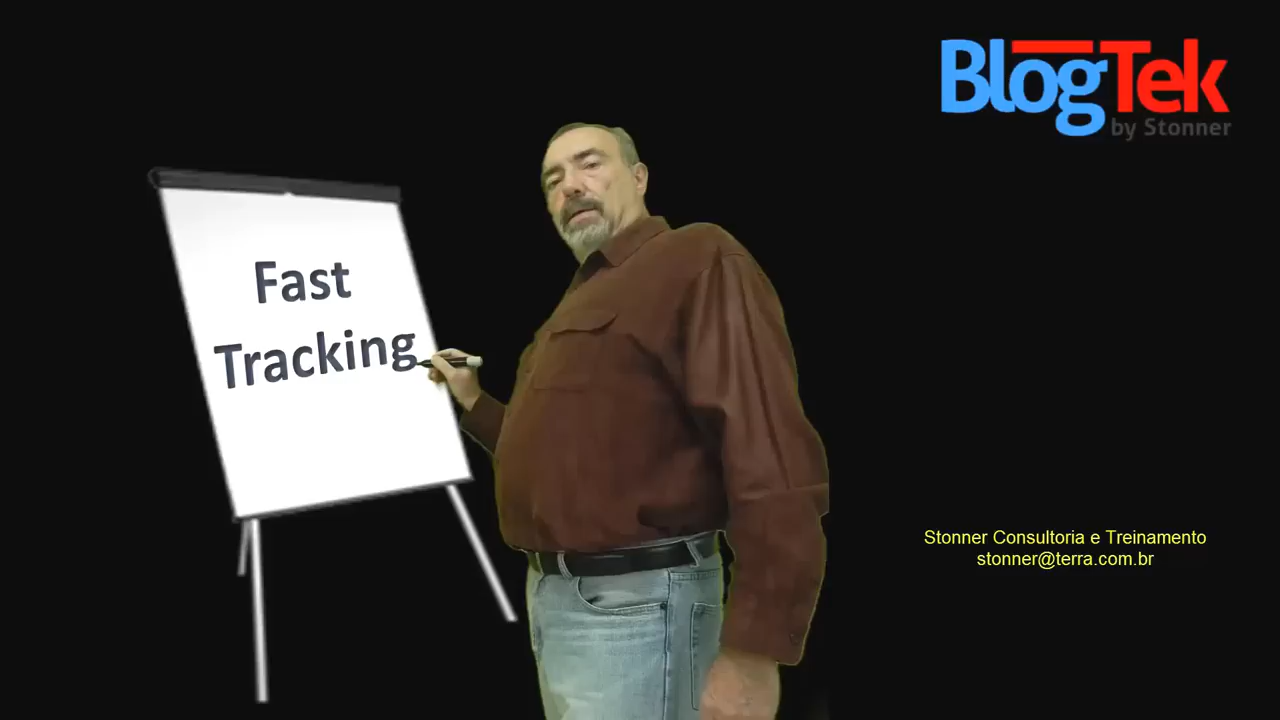 BlogTek
by Stonner
Fast
Tracking
Stonner Consultoria e Treinamento
stonner@terra.com.br